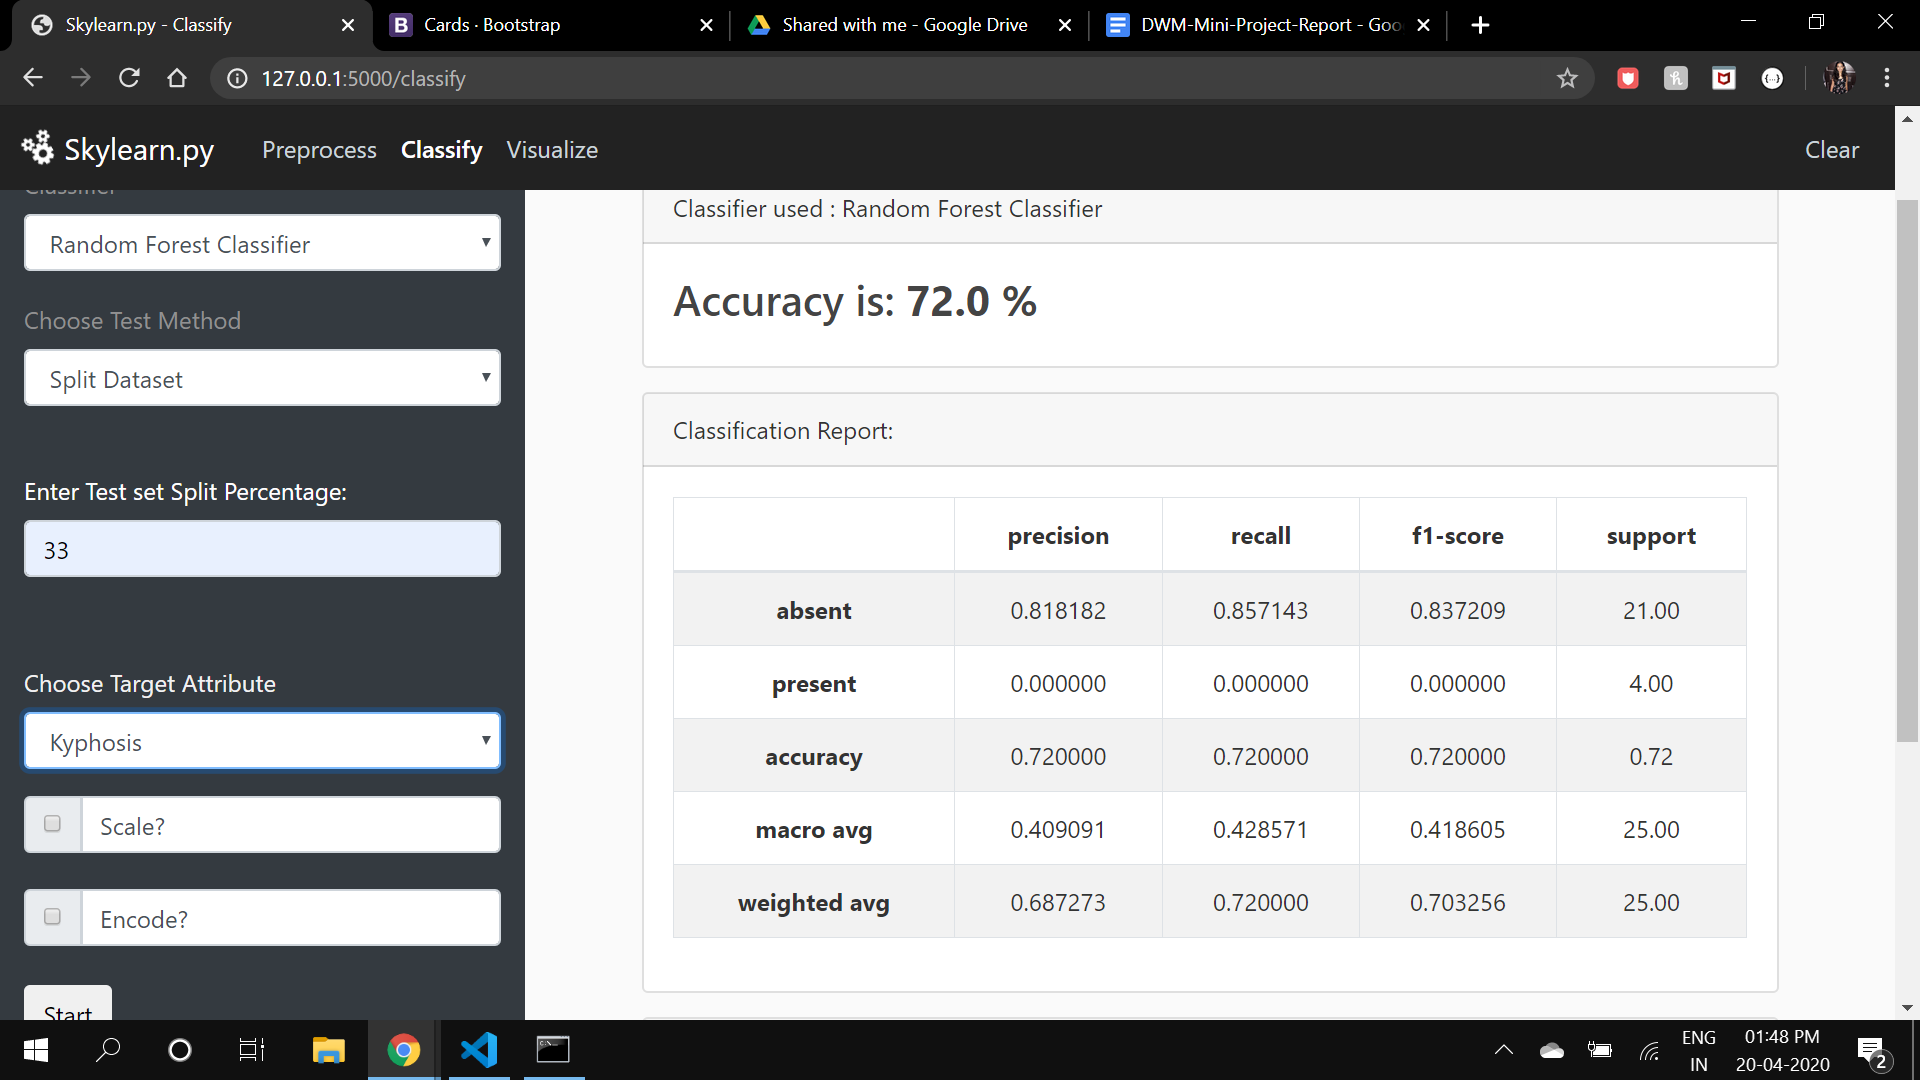 Skylearn.py - Classify
Cards · Bootstrap
Shared with me - Google Drive
DWM-Mini-Project-Report - Goo
127.0.0.1:5000/classify
Skylearn.py
Preprocess
Classify
Visualize
Clear
Classifier
Random Forest Classifier
Choose Test Method
Split Dataset
Enter Test set Split Percentage:
33
Choose Target Attribute
Kyphosis
Scale?
Encode?
Start
Classifier used : Random Forest Classifier
Accuracy is: 72.0 %
Classification Report:
precision recall f1-score support
absent 0.818182 0.857143 0.837209 21.00
present 0.000000 0.000000 0.000000 4.00
accuracy 0.720000 0.720000 0.720000 0.72
macro avg 0.409091 0.428571 0.418605 25.00
weighted avg 0.687273 0.720000 0.703256 25.00
ENG
IN
01:48 PM
20-04-2020
2